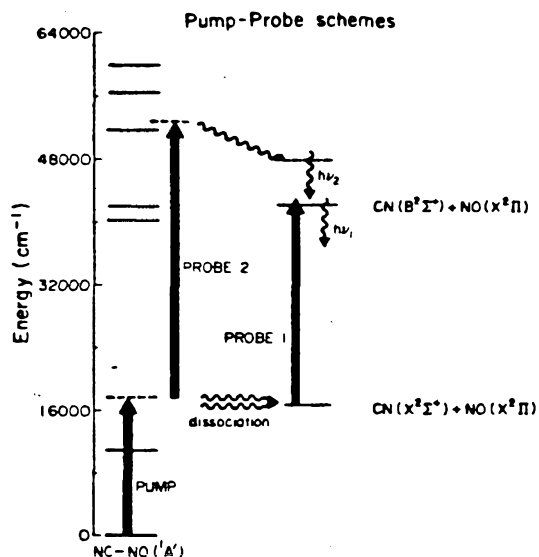 Pump-Probe schemes
Energy (cm⁻¹)
64000
48000
32000
16000
0
hν₂
CN(B²Σ⁺)+NO(X²Π)
hν₁
PROBE 2
PROBE 1
CN(X²Σ⁺)+NO(X²Π)
dissociation
PUMP
NC-NO('A')